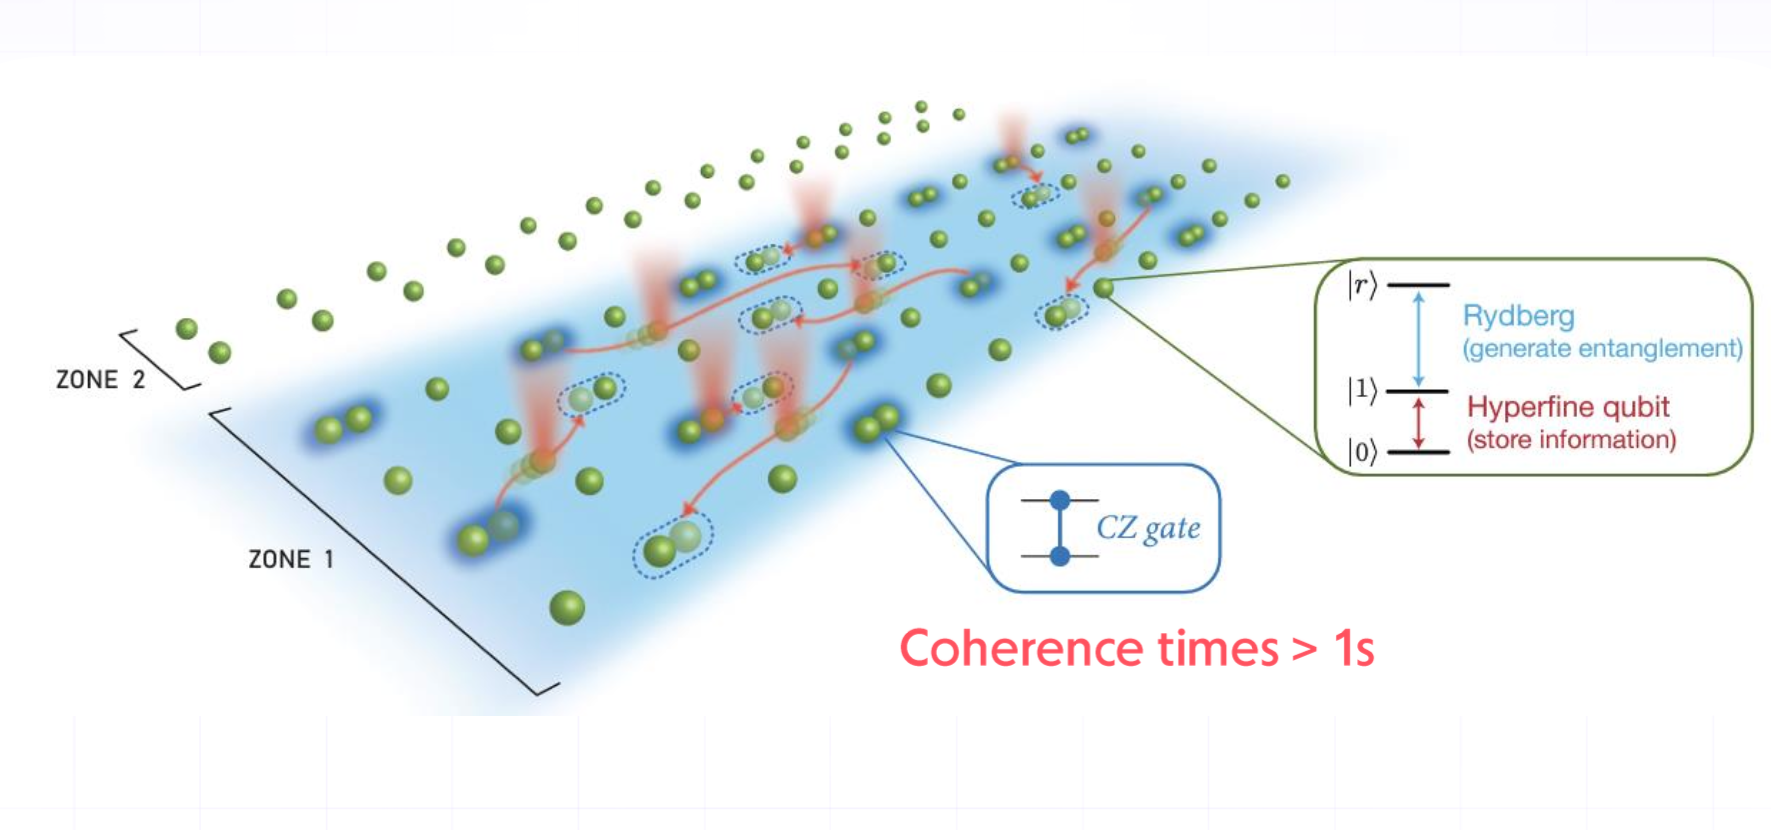 ZONE 2
ZONE 1
|r⟩
Rydberg
(generate entanglement)
|1⟩
Hyperfine qubit
(store information)
|0⟩
CZ gate
Coherence times > 1s